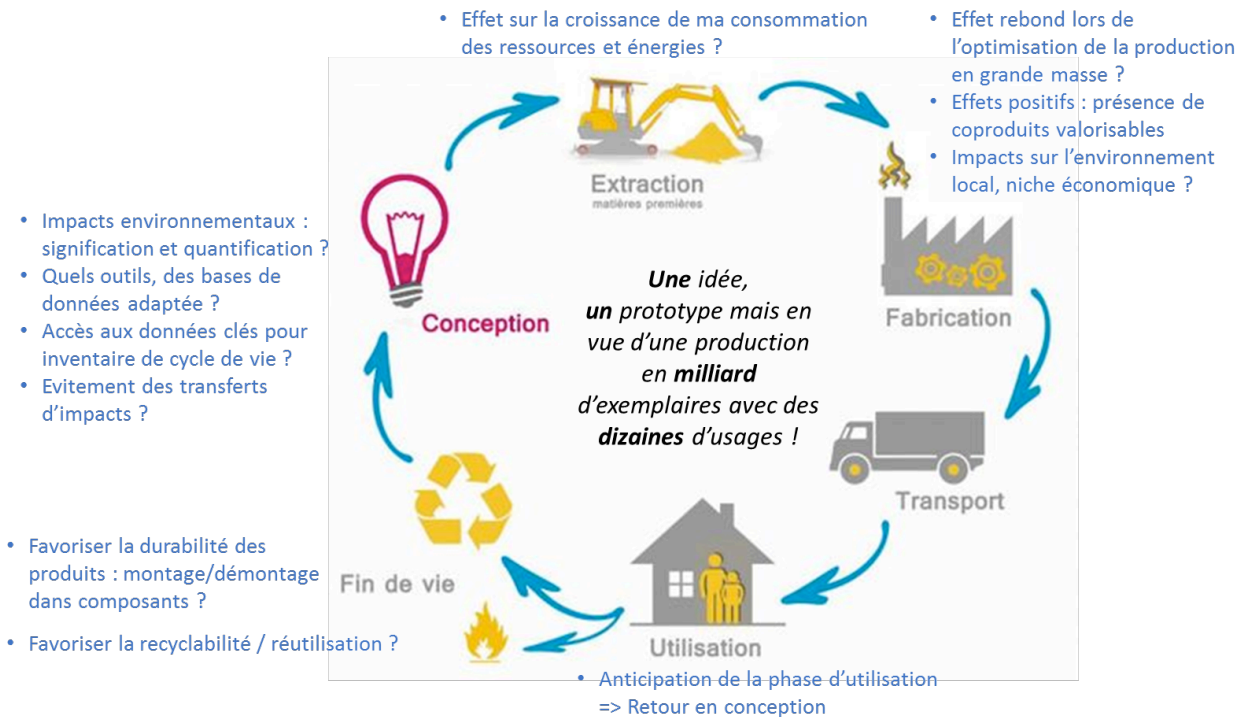 • Effet sur la croissance de ma consommation
des ressources et énergies ?
• Effet rebond lors de
l’optimisation de la production
en grande masse ?
• Effets positifs : présence de
coproduits valorisables
• Impacts sur l’environnement
local, niche économique ?
Extraction
matières premières
• Impacts environnementaux :
signification et quantification ?
• Quels outils, des bases de
données adaptée ?
• Accès aux données clés pour
inventaire de cycle de vie ?
• Evitement des transferts
d’impacts ?
Conception
Une idée,
un prototype mais en
vue d’une production
en milliard
d’exemplaires avec des
dizaines d’usages !
Fabrication
Transport
• Favoriser la durabilité des
produits : montage/démontage
dans composants ?
• Favoriser la recyclabilité / réutilisation ?
Fin de vie
Utilisation
• Anticipation de la phase d’utilisation
=> Retour en conception